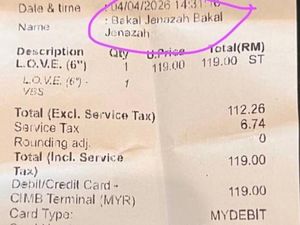 Date & time : 04/04/2026 14:31:16
Name : Bakal Jenazah Bakal
Jenazah
Description Qty U.Price Total(RM)
L.O.V.E. (6") 1 119.00 119.00 ST
L.O.V.E. (6") -
VBS
Total (Excl. Service Tax) 112.26
Service Tax 6.74
Rounding adj. 0
Total (Incl. Service 119.00
Tax)
Debit/Credit Card - 119.00
CIMB Terminal (MYR)
Card Type: MYDEBIT